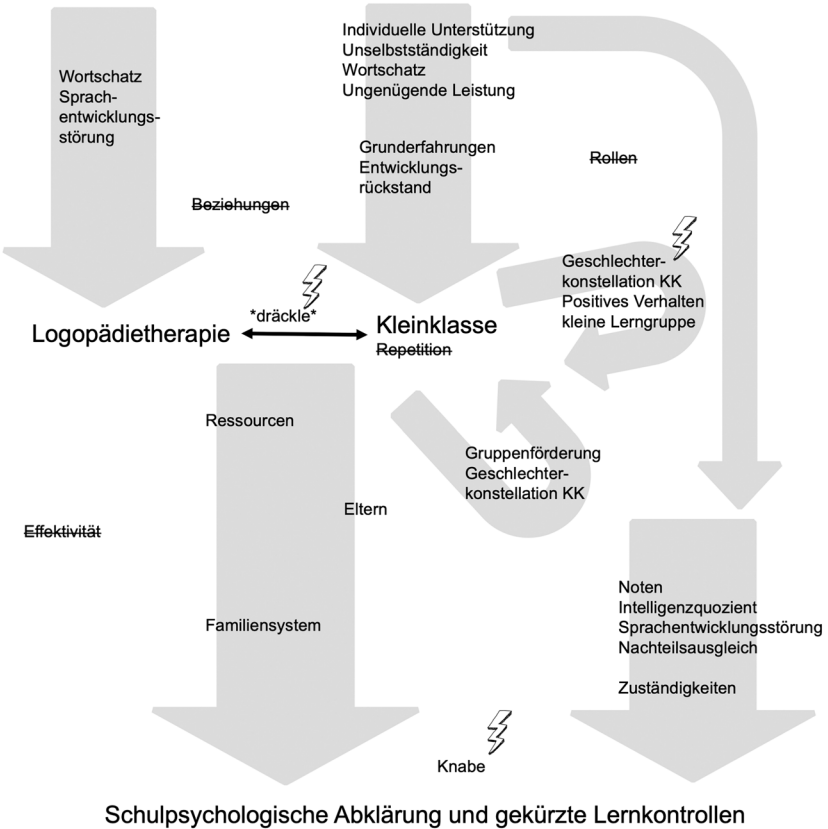 Individuelle Unterstützung
Unselbstständigkeit
Wortschatz
Ungenügende Leistung
Wortschatz
Sprach-
entwicklungs-
störung
Grunderfahrungen
Entwicklungs-
rückstand
Rollen
Beziehungen
Geschlechter-
konstellation KK
Positives Verhalten
kleine Lerngruppe
*dräckle*
Logopädietherapie
Kleinklasse
Repetition
Ressourcen
Gruppenförderung
Geschlechter-
konstellation KK
Eltern
Effektivität
Noten
Intelligenzquozient
Sprachentwicklungsstörung
Nachteilsausgleich
Familiensystem
Zuständigkeiten
Knabe
Schulpsychologische Abklärung und gekürzte Lernkontrollen